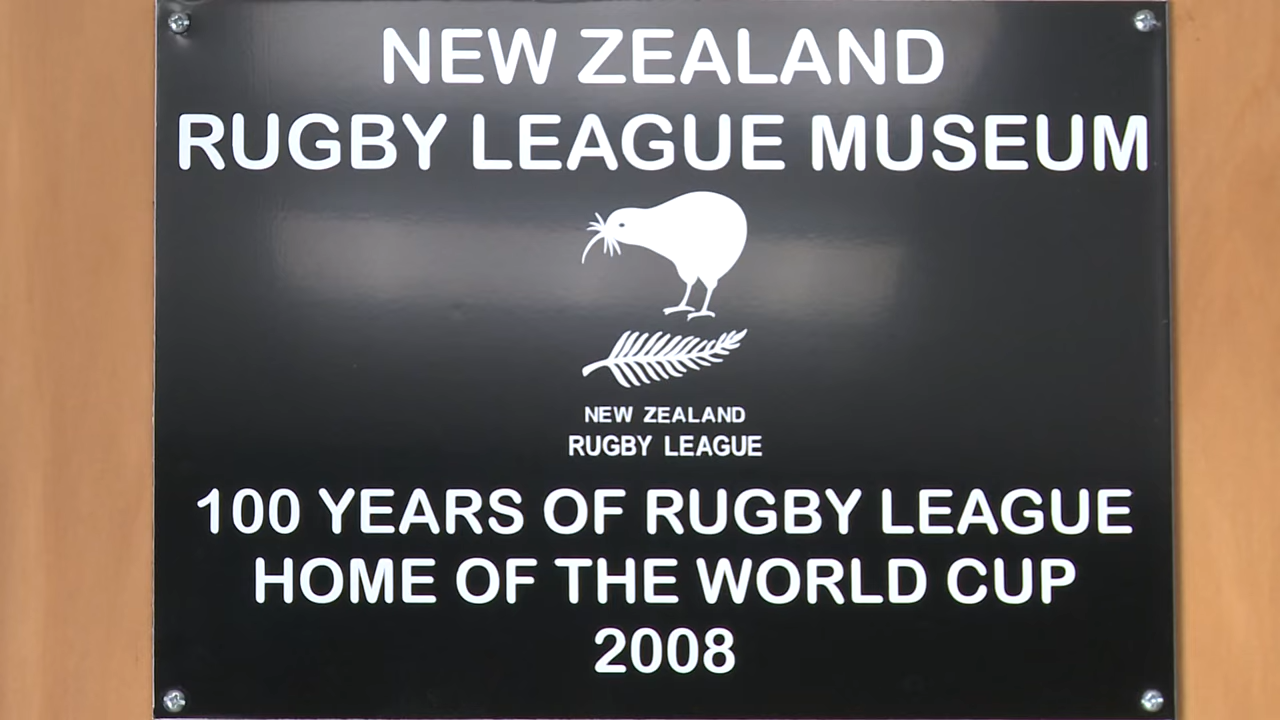 NEW ZEALAND
RUGBY LEAGUE MUSEUM
NEW ZEALAND
RUGBY LEAGUE
100 YEARS OF RUGBY LEAGUE
HOME OF THE WORLD CUP
2008